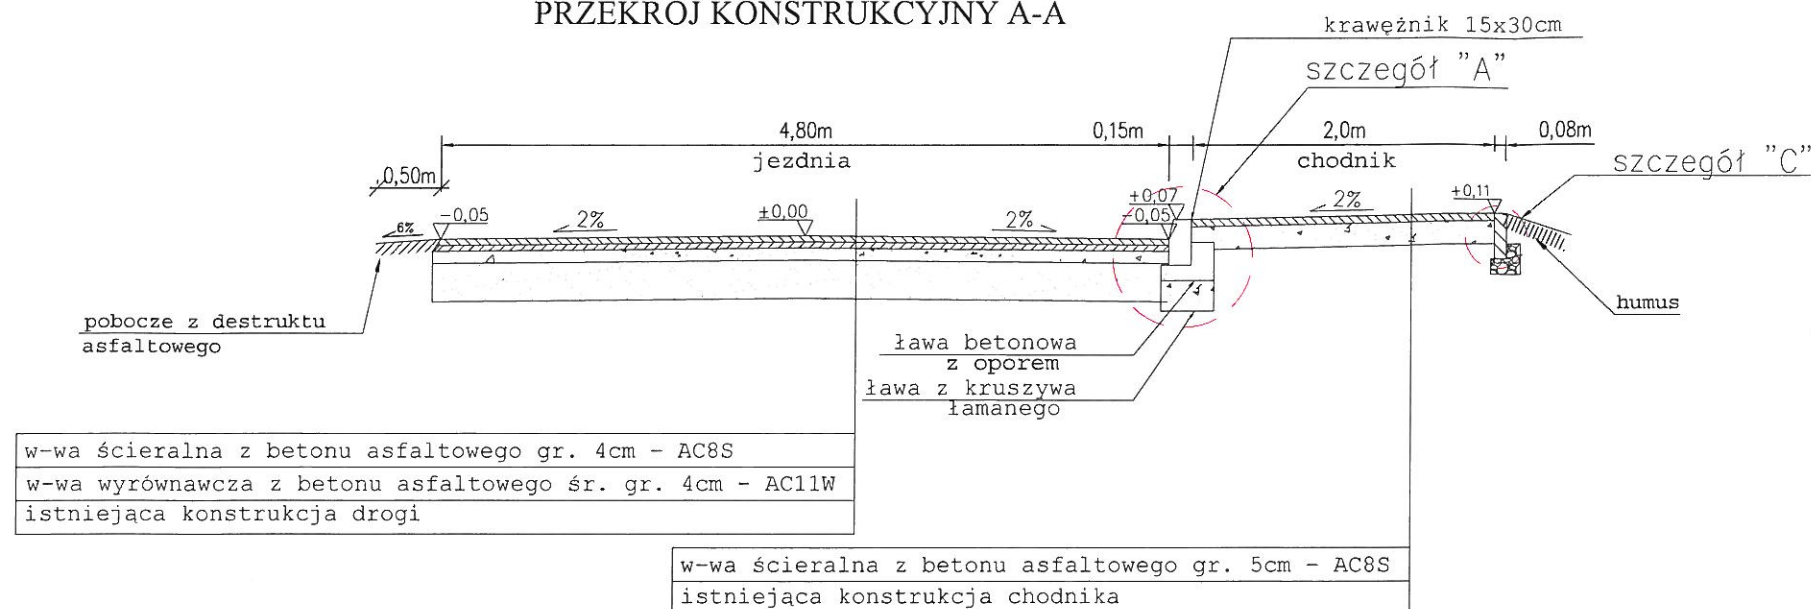 PRZEKRÓJ KONSTRUKCYJNY A-A
krawężnik 15x30cm
szczegół "A"
4,80m
0,15m
2,0m
0,08m
jezdnia
chodnik
szczegół "C"
0,50m
-0,05
±0,00
+0,07
-0,05
+0,11
6%
2%
2%
2%
humus
pobocze z destruktu
asfaltowego
ława betonowa
z oporem
ława z kruszywa
łamanego
w-wa ścieralna z betonu asfaltowego gr. 4cm - AC8S
w-wa wyrównawcza z betonu asfaltowego śr. gr. 4cm - AC11W
istniejąca konstrukcja drogi
w-wa ścieralna z betonu asfaltowego gr. 5cm - AC8S
istniejąca konstrukcja chodnika